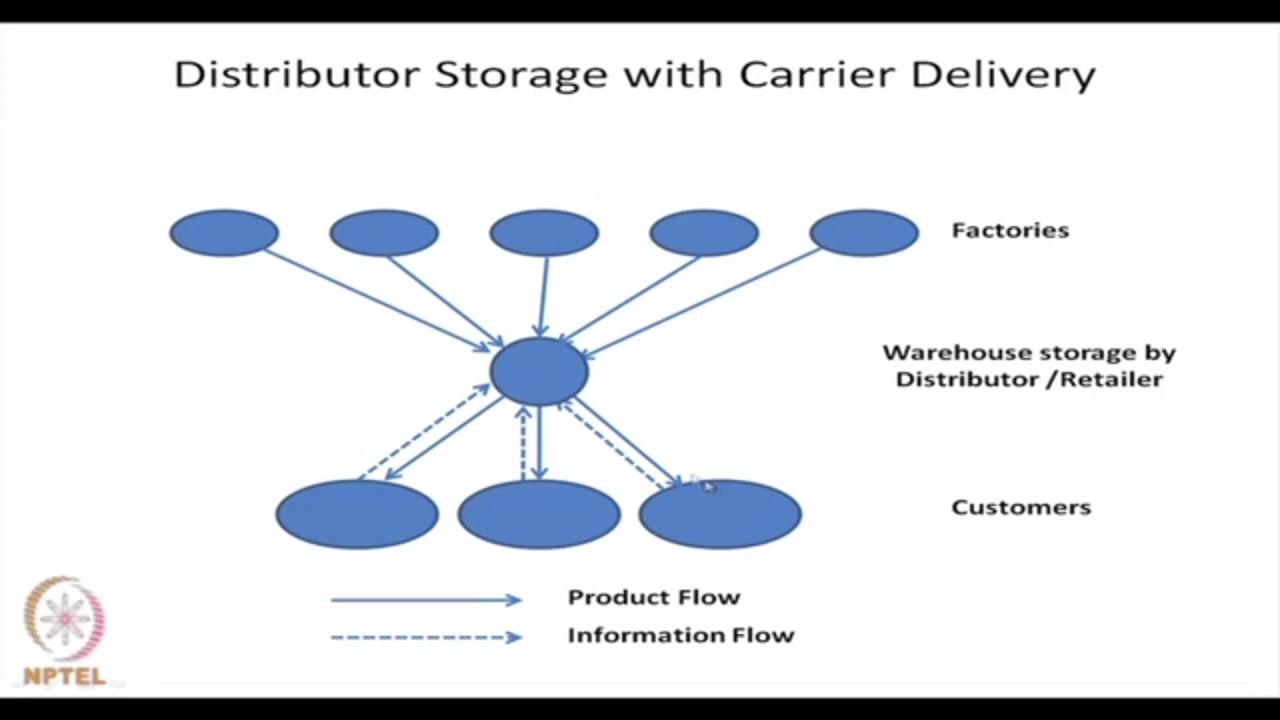 Distributor Storage with Carrier Delivery
Factories
Warehouse storage by
Distributor /Retailer
Customers
Product Flow
Information Flow
NPTEL